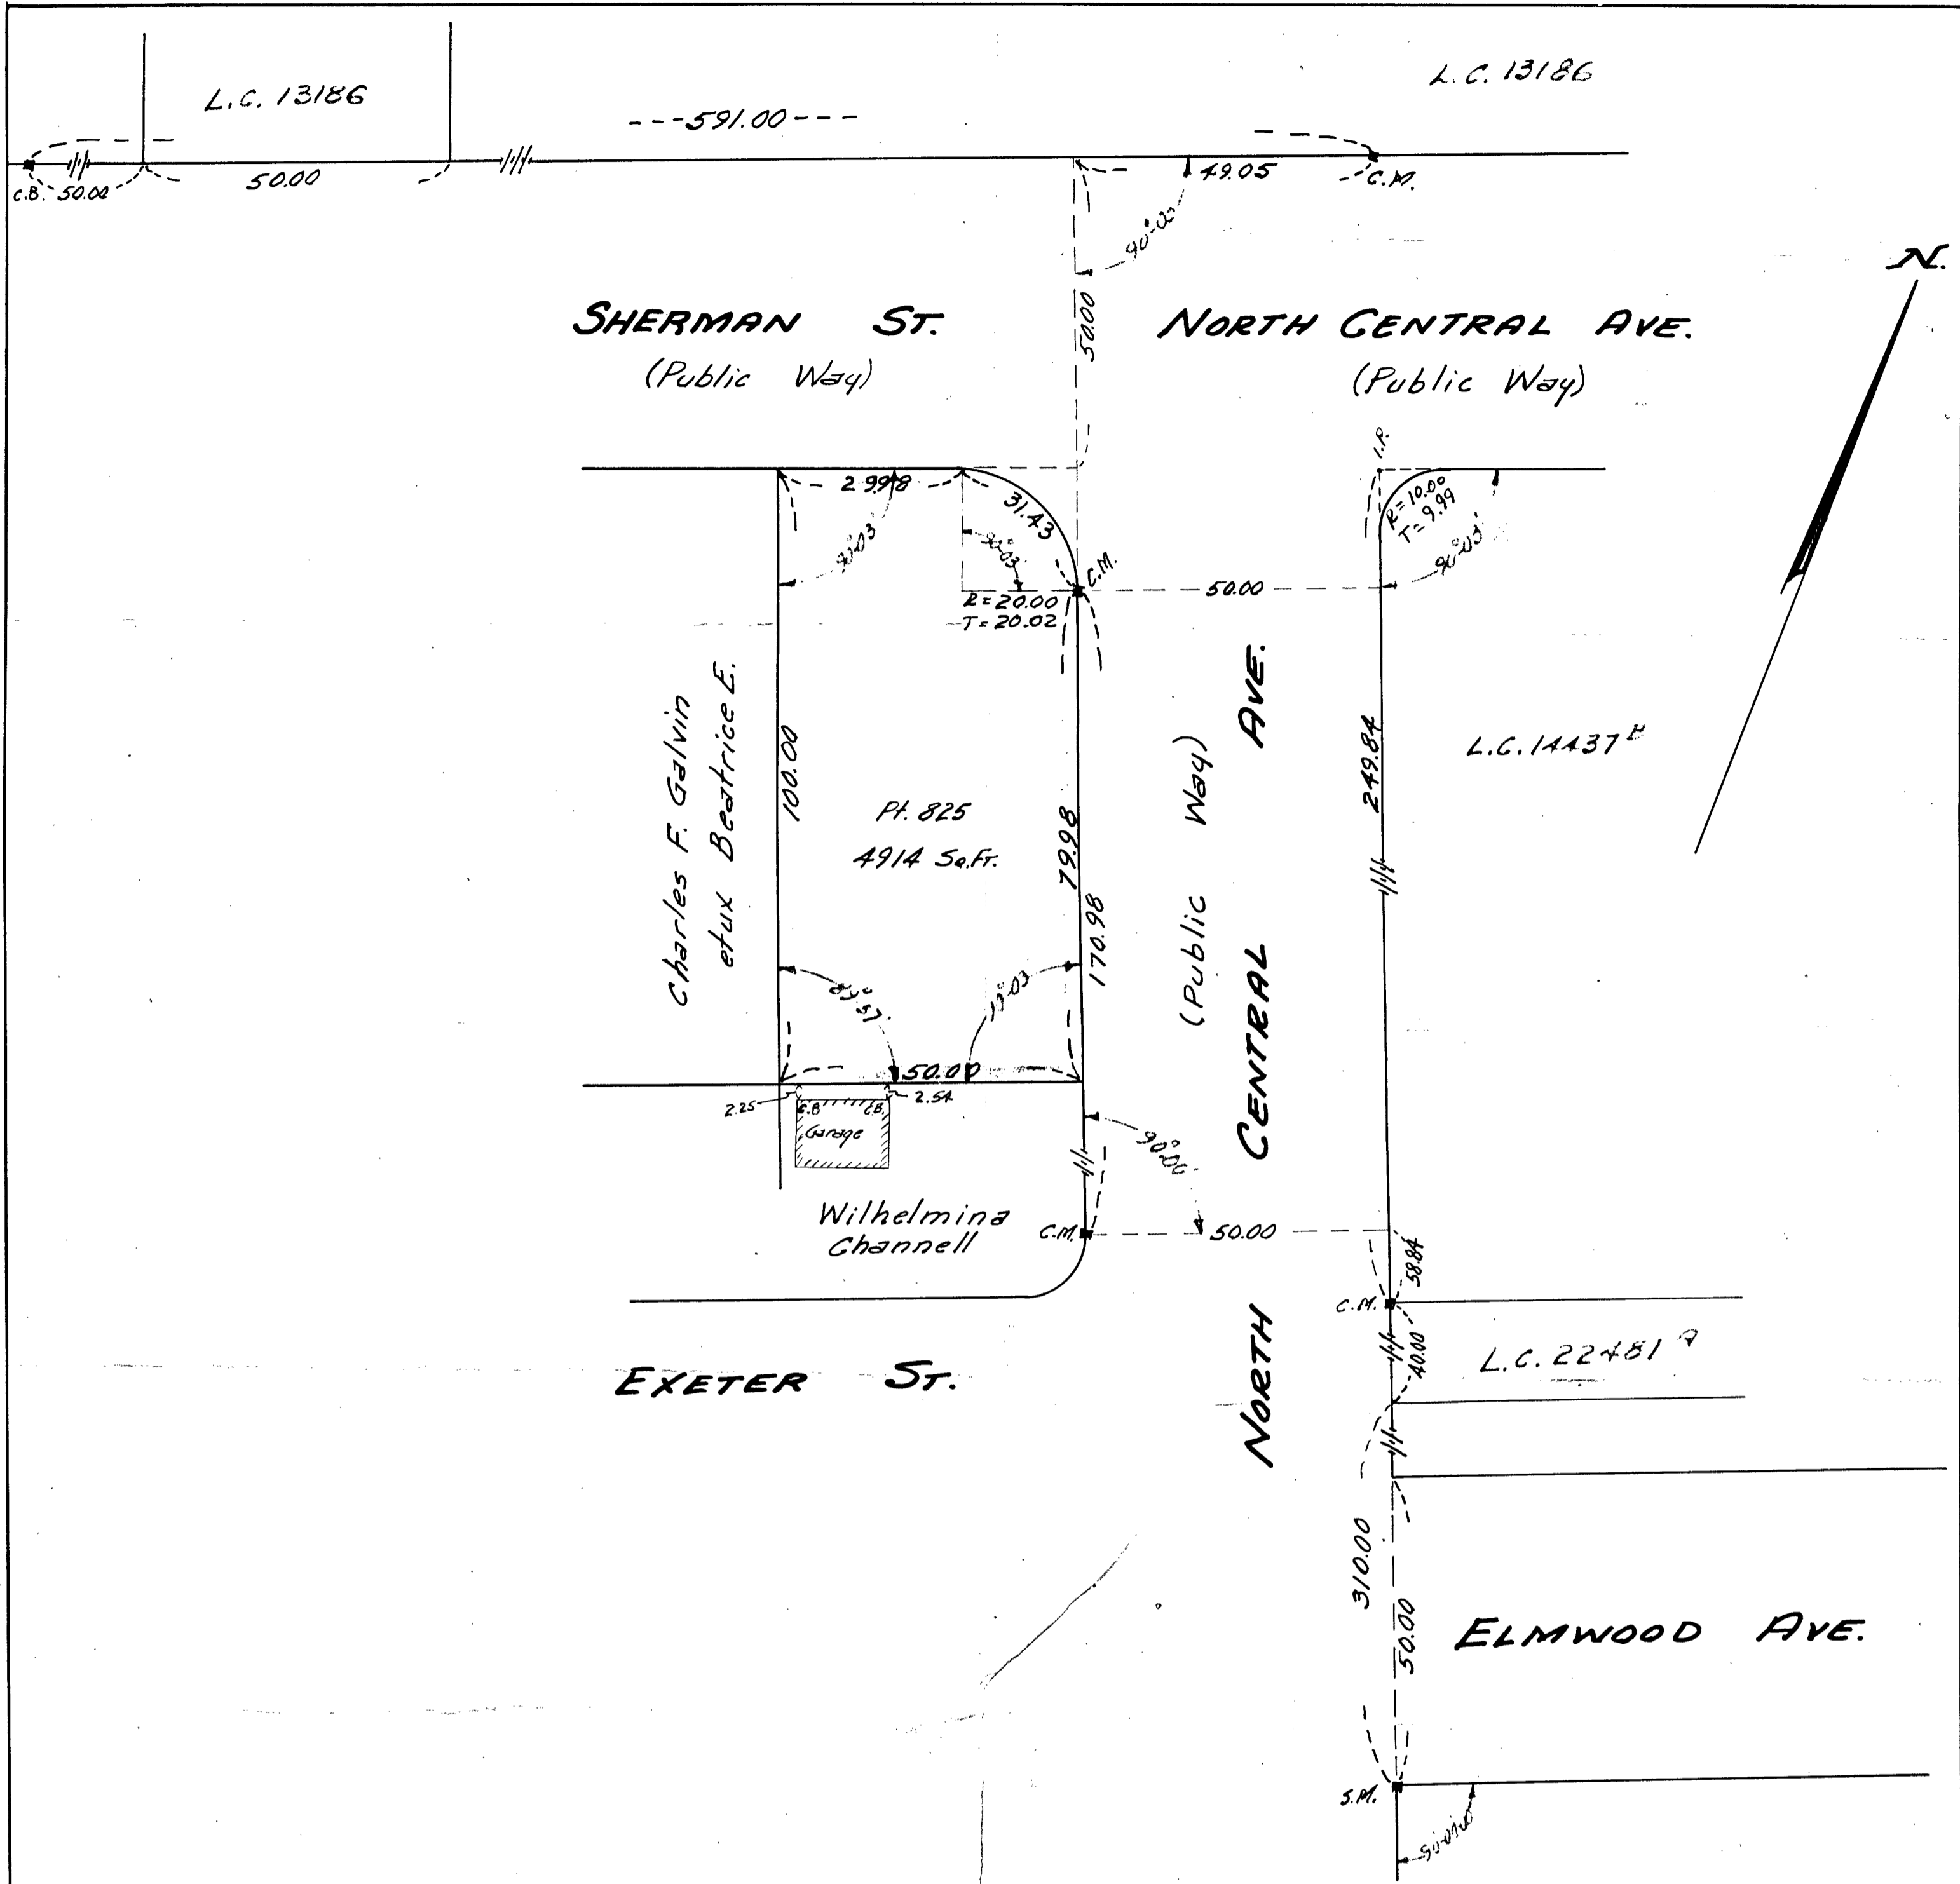 L.C. 13186
L.C. 13186
---591.00---
C.B. 50.00
50.00
49.05
C.M.
N.
50.00
SHERMAN ST.
(Public Way)
NORTH CENTRAL AVE.
(Public Way)
I.P.
29.98
31.43
90°03'
90°03'
R=10.00
T=9.99
90°03'
C.M.
50.00
R=20.00
T=20.02
Charles F. Galvin
etux Beatrice E.
100.00
Pt. 825
4914 Sq.Ft.
79.98
170.98
(Public Way)
NORTH CENTRAL AVE.
249.84
L.C. 14437
89°57'
90°03'
50.00
2.25
C.B.
C.B.
2.54
Garage
90°00'
Wilhelmina
Channell
C.M.
50.00
58.84
C.M.
40.00
L.C. 22481
EXETER ST.
310.00
50.00
ELMWOOD AVE.
S.M.